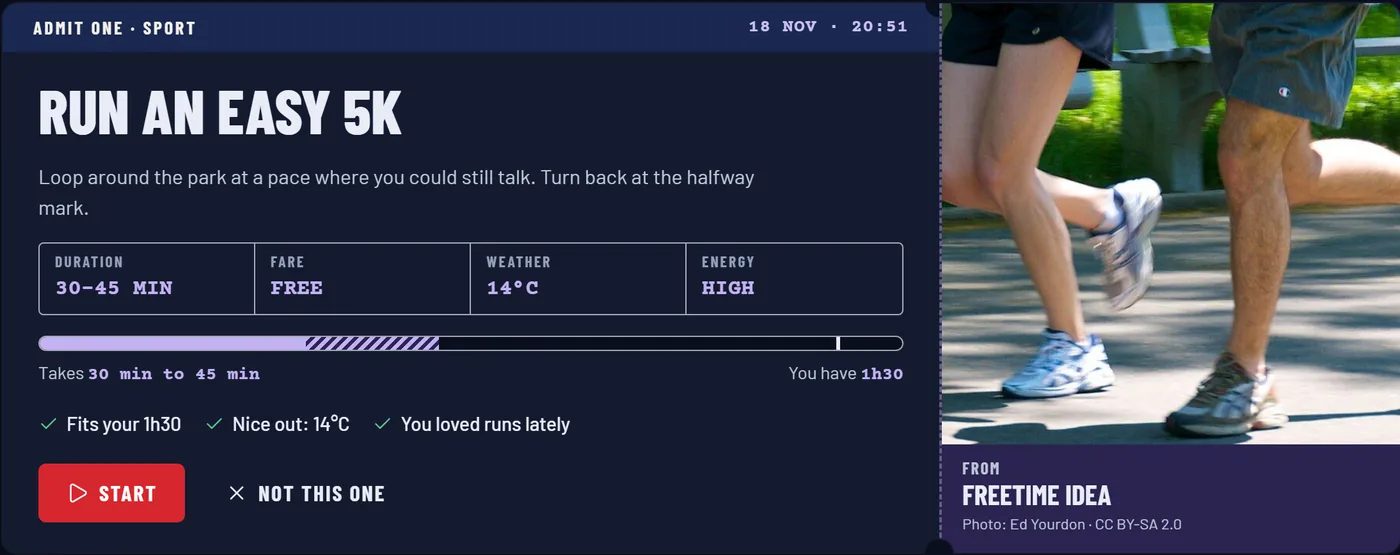 ADMIT ONE · SPORT
18 NOV · 20:51
RUN AN EASY 5K
Loop around the park at a pace where you could still talk. Turn back at the halfway
mark.
DURATION
30–45 MIN
FARE
FREE
WEATHER
14°C
ENERGY
HIGH
Takes 30 min to 45 min
You have 1h30
Fits your 1h30
Nice out: 14°C
You loved runs lately
START
NOT THIS ONE
FROM
FREETIME IDEA
Photo: Ed Yourdon · CC BY-SA 2.0